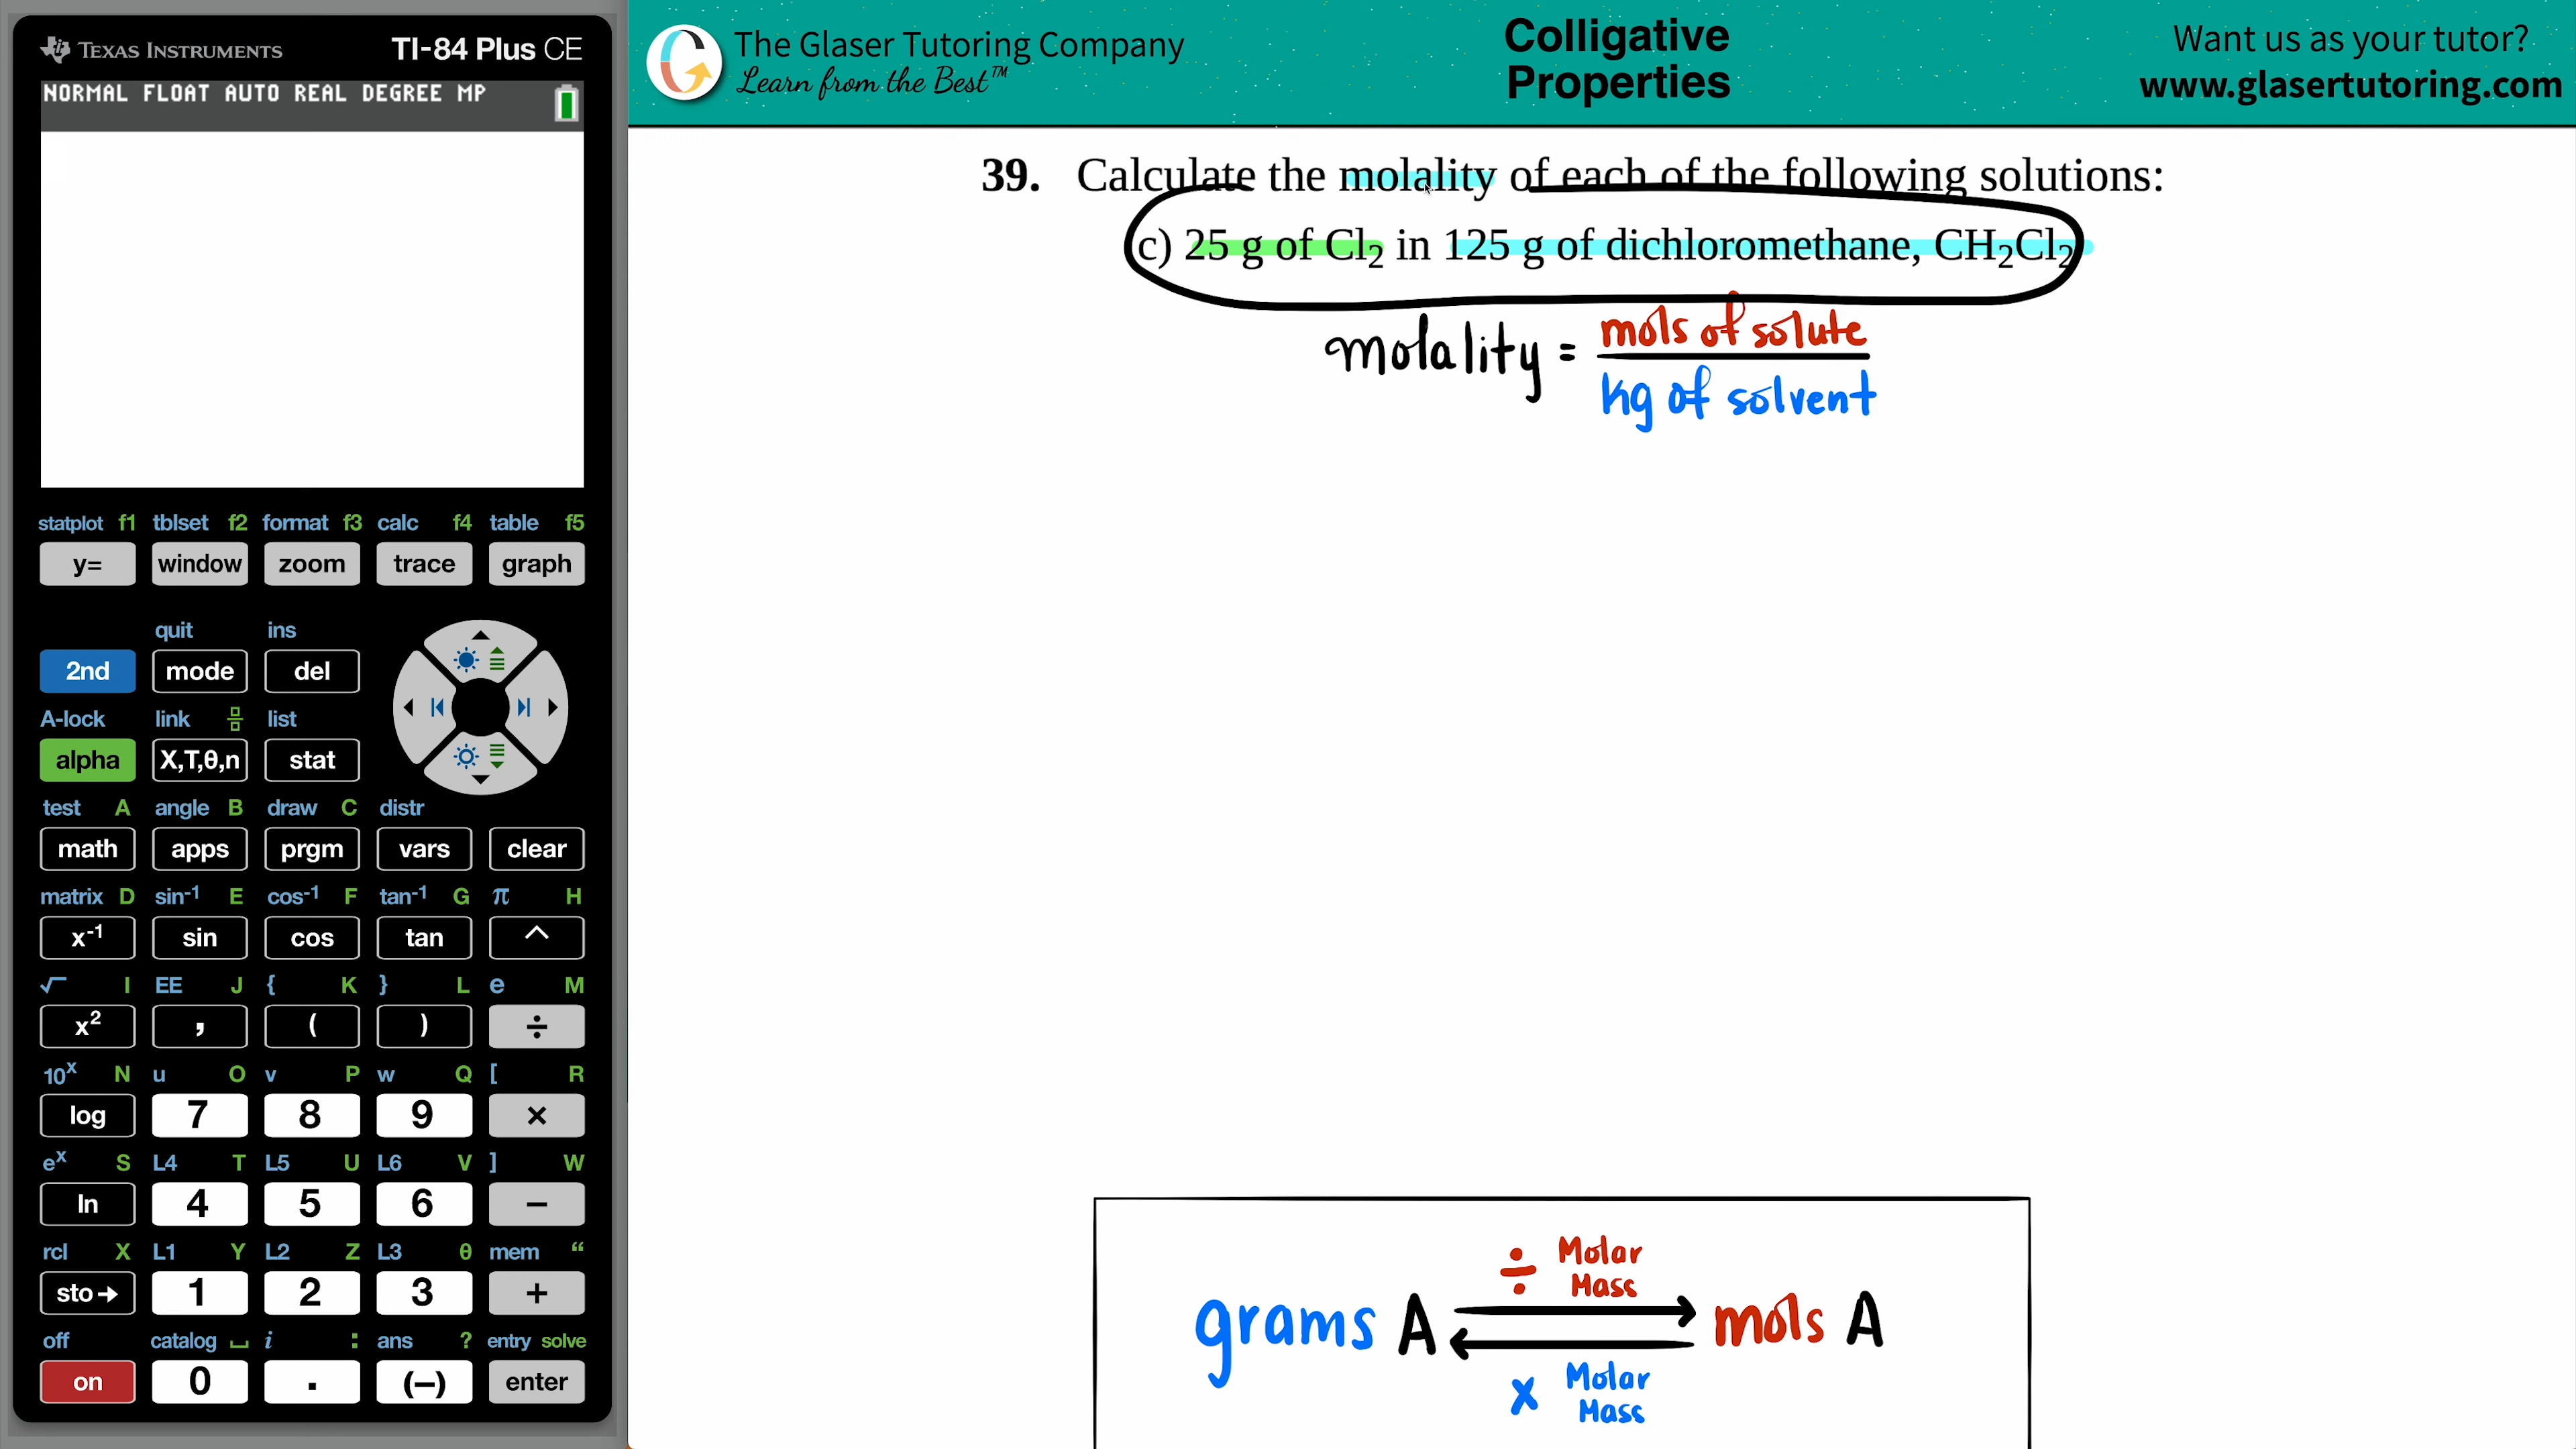 TEXAS INSTRUMENTS TI-84 Plus CE
NORMAL FLOAT AUTO REAL DEGREE MP
statplot f1 tblset f2 format f3 calc f4 table f5
y= window zoom trace graph
quit ins
2nd mode del
A-lock link list
alpha X,T,θ,n stat
test A angle B draw C distr
math apps prgm vars clear
matrix D sin⁻¹ E cos⁻¹ F tan⁻¹ G π H
x⁻¹ sin cos tan ^
√ I EE J { K } L e M
x² , ( ) ÷
10ˣ N u O v P w Q [ R
log 7 8 9 ×
eˣ S L4 T L5 U L6 V ] W
ln 4 5 6 −
rcl X L1 Y L2 Z L3 θ mem “
sto→ 1 2 3 +
off catalog ␣ i : ans ? entry solve
on 0 . (−) enter
The Glaser Tutoring Company
Learn from the Best™
Colligative
Properties
Want us as your tutor?
www.glasertutoring.com
39. Calculate the molality of each of the following solutions:
c) 25 g of Cl₂ in 125 g of dichloromethane, CH₂Cl₂
molality = mols of solute
kg of solvent
÷ Molar
Mass
grams A mols A
x Molar
Mass